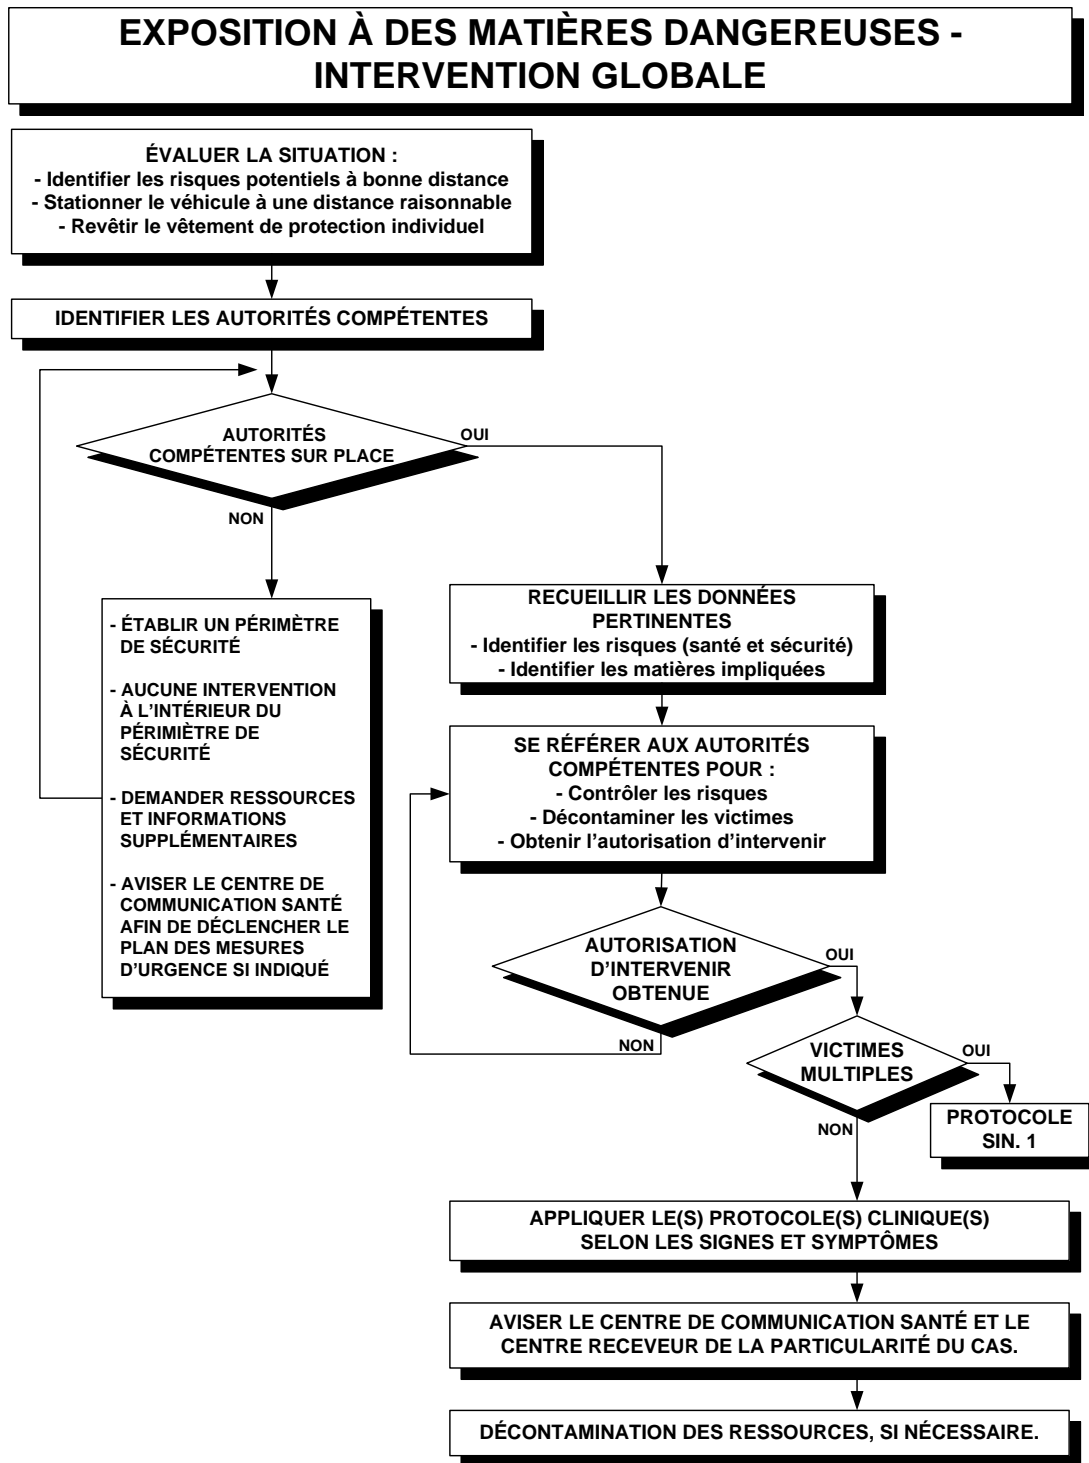 EXPOSITION À DES MATIÈRES DANGEREUSES -
INTERVENTION GLOBALE
ÉVALUER LA SITUATION :
- Identifier les risques potentiels à bonne distance
- Stationner le véhicule à une distance raisonnable
- Revêtir le vêtement de protection individuel
IDENTIFIER LES AUTORITÉS COMPÉTENTES
AUTORITÉS
COMPÉTENTES SUR PLACE
OUI
NON
- ÉTABLIR UN PÉRIMÈTRE
DE SÉCURITÉ
- AUCUNE INTERVENTION
À L'INTÉRIEUR DU
PÉRIMIÈTRE DE
SÉCURITÉ
- DEMANDER RESSOURCES
ET INFORMATIONS
SUPPLÉMENTAIRES
- AVISER LE CENTRE DE
COMMUNICATION SANTÉ
AFIN DE DÉCLENCHER LE
PLAN DES MESURES
D'URGENCE SI INDIQUÉ
RECUEILLIR LES DONNÉES
PERTINENTES
- Identifier les risques (santé et sécurité)
- Identifier les matières impliquées
SE RÉFÉRER AUX AUTORITÉS
COMPÉTENTES POUR :
- Contrôler les risques
- Décontaminer les victimes
- Obtenir l'autorisation d'intervenir
AUTORISATION
D'INTERVENIR
OBTENUE
OUI
NON
VICTIMES
MULTIPLES
OUI
NON
PROTOCOLE
SIN. 1
APPLIQUER LE(S) PROTOCOLE(S) CLINIQUE(S)
SELON LES SIGNES ET SYMPTÔMES
AVISER LE CENTRE DE COMMUNICATION SANTÉ ET LE
CENTRE RECEVEUR DE LA PARTICULARITÉ DU CAS.
DÉCONTAMINATION DES RESSOURCES, SI NÉCESSAIRE.